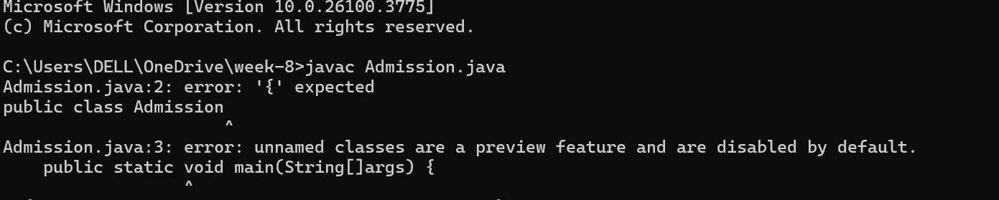 Microsoft Windows [Version 10.0.26100.3775]
(c) Microsoft Corporation. All rights reserved.
C:\Users\DELL\OneDrive\week-8>javac Admission.java
Admission.java:2: error: '{' expected
public class Admission
^
Admission.java:3: error: unnamed classes are a preview feature and are disabled by default.
public static void main(String[]args) {
^